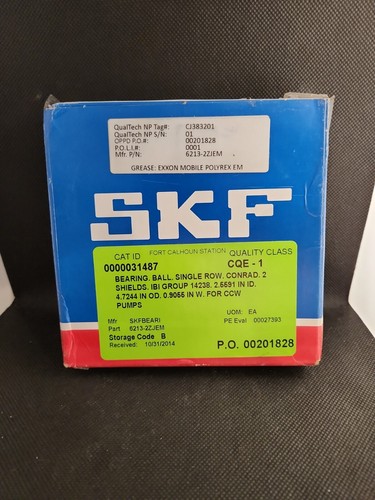 QualTech NP Tag#: CJ383201
QualTech NP S/N: 01
OPPD P.O.#: 00201828
P.O.L.I.#: 0001
Mfr. P/N: 6213-2ZJEM
GREASE: EXXON MOBILE POLYREX EM
SKF
CAT ID FORT CALHOUN STATION QUALITY CLASS
0000031487 CQE - 1
BEARING. BALL. SINGLE ROW. CONRAD. 2
SHIELDS. IBI GROUP 14238. 2.5591 IN ID.
4.7244 IN OD. 0.9055 IN W. FOR CCW
PUMPS
UOM: EA
Mfr SKFBEARI PE Eval 00027393
Part 6213-2ZJEM
Storage Code B
Received: 10/31/2014 P.O. 00201828